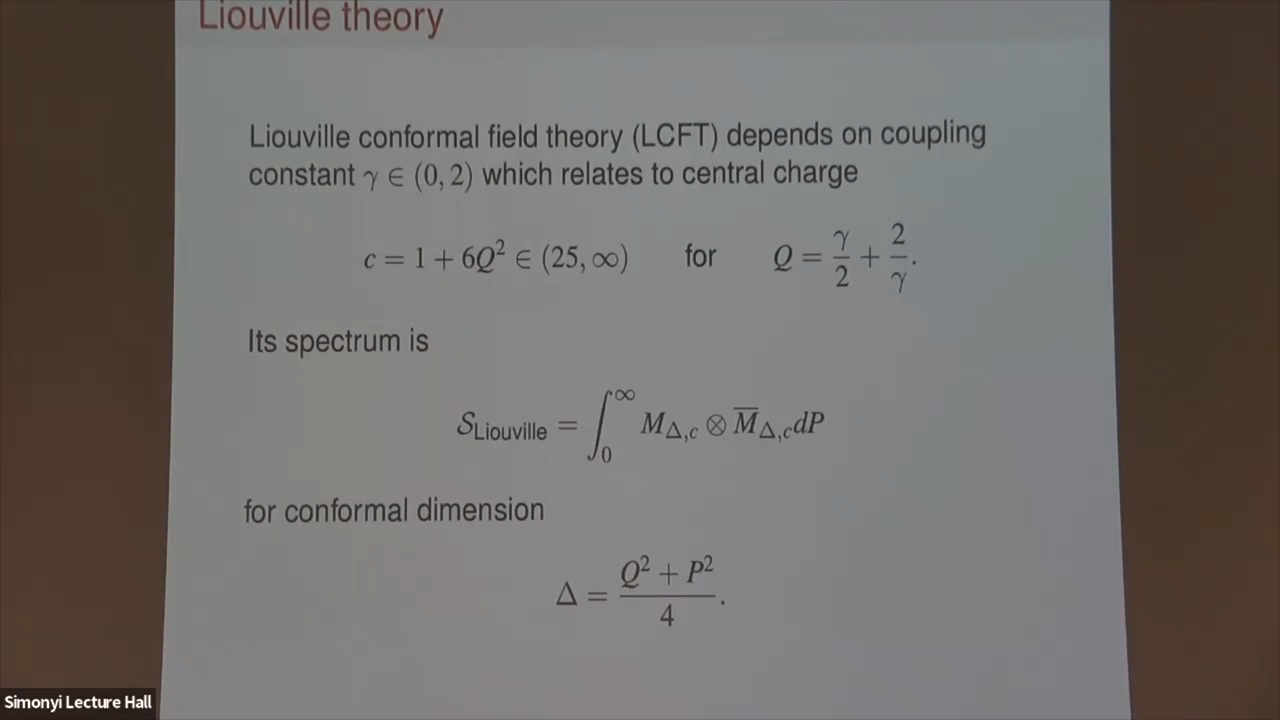 Liouville theory
Liouville conformal field theory (LCFT) depends on coupling
constant γ ∈ (0, 2) which relates to central charge
c = 1 + 6Q² ∈ (25, ∞) for Q = γ/2 + 2/γ.
Its spectrum is
𝒮_Liouville = ∫_0^∞ M_{Δ,c} ⊗ M̅_{Δ,c} dP
for conformal dimension
Δ = (Q² + P²)/4.
Simonyi Lecture Hall